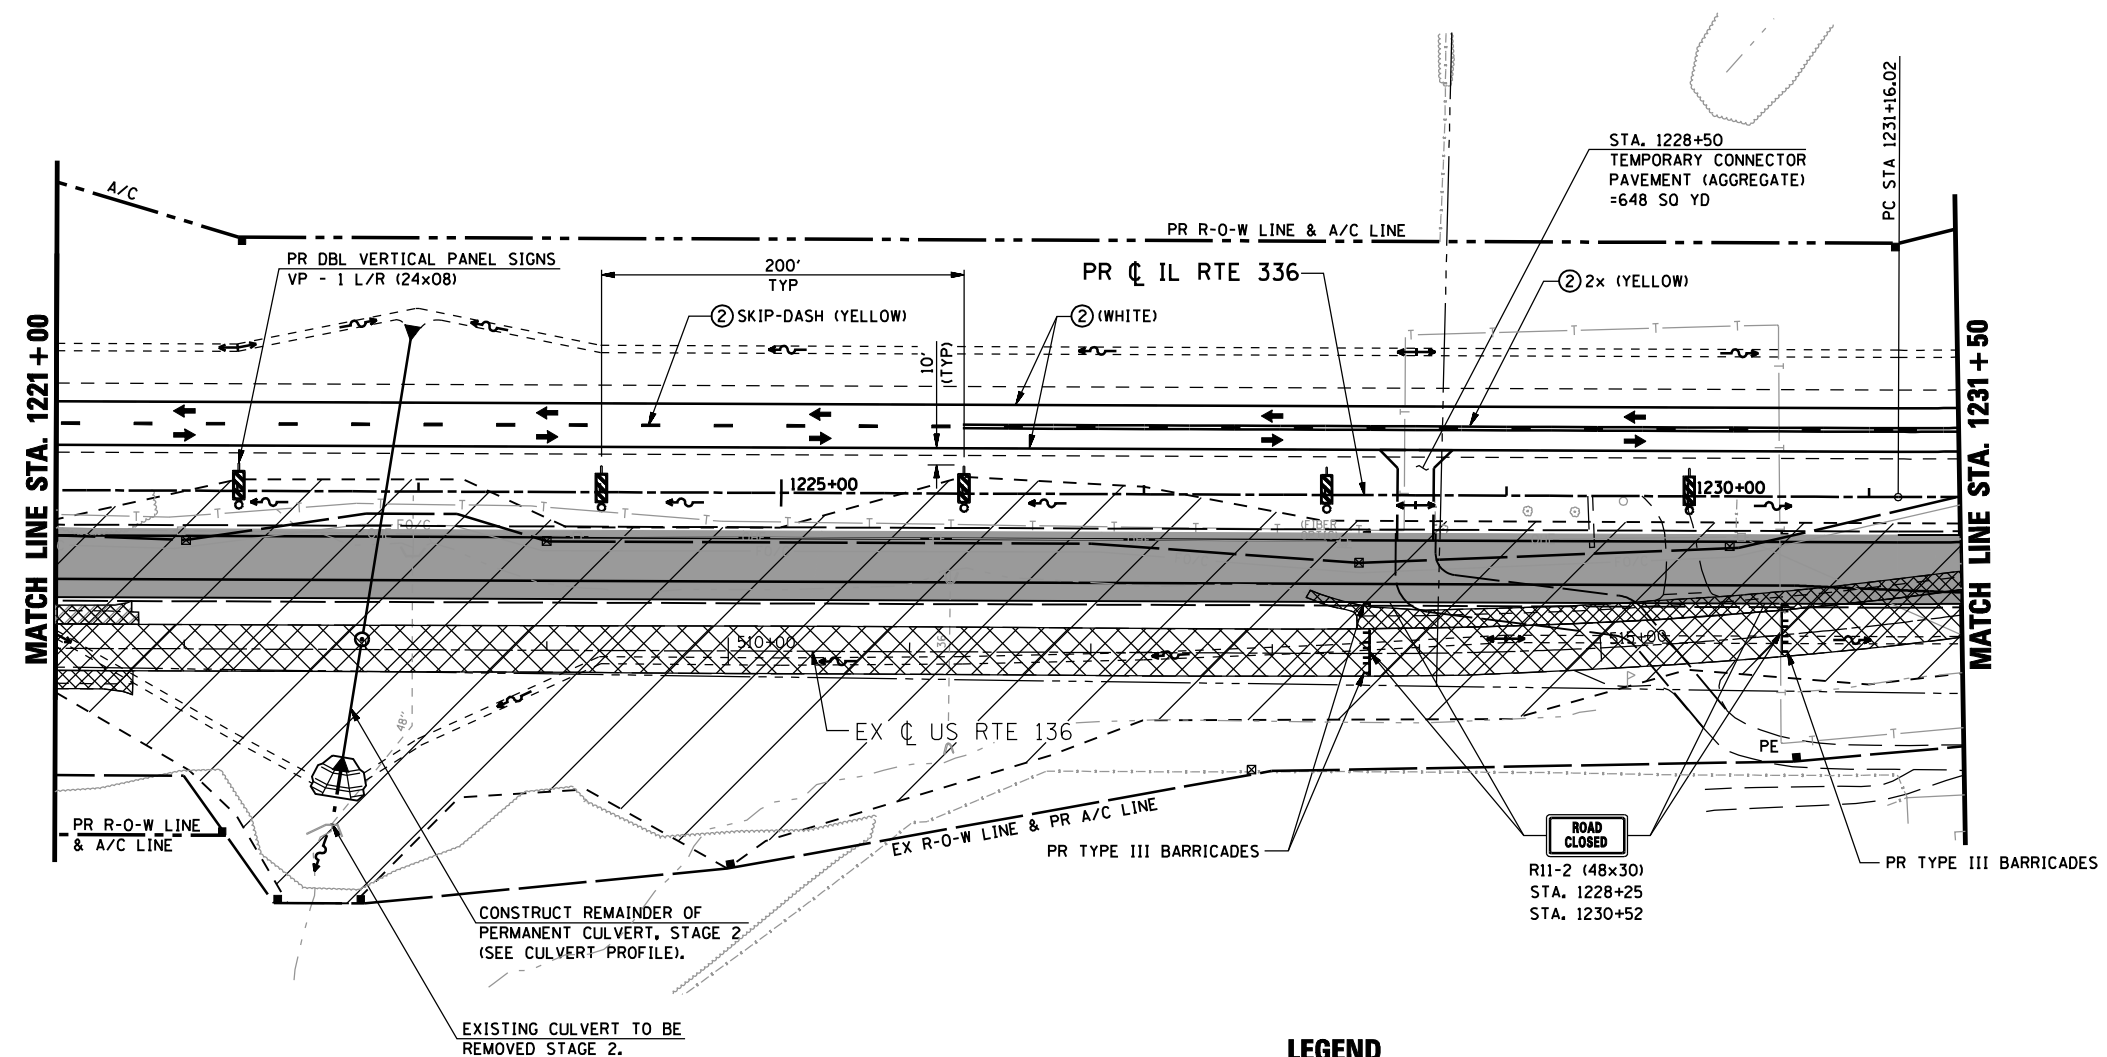 STA. 1228+50
TEMPORARY CONNECTOR
PAVEMENT (AGGREGATE)
=648 SQ YD
PC STA 1231+16.02
A/C
PR R-O-W LINE & A/C LINE
PR DBL VERTICAL PANEL SIGNS
VP - 1 L/R (24x08)
200'
TYP
PR ℄ IL RTE 336
2 2x (YELLOW)
2 SKIP-DASH (YELLOW)
2 (WHITE)
10'
(TYP)
MATCH LINE STA. 1221+00
MATCH LINE STA. 1231+50
1225+00
1230+00
FO/C
(FIBER
510+00
515+00
36"
48"
EX ℄ US RTE 136
PE
PR R-O-W LINE
& A/C LINE
EX R-O-W LINE & PR A/C LINE
PR TYPE III BARRICADES
ROAD
CLOSED
R11-2 (48x30)
STA. 1228+25
STA. 1230+52
PR TYPE III BARRICADES
CONSTRUCT REMAINDER OF
PERMANENT CULVERT, STAGE 2
(SEE CULVERT PROFILE).
EXISTING CULVERT TO BE
REMOVED STAGE 2.
LEGEND